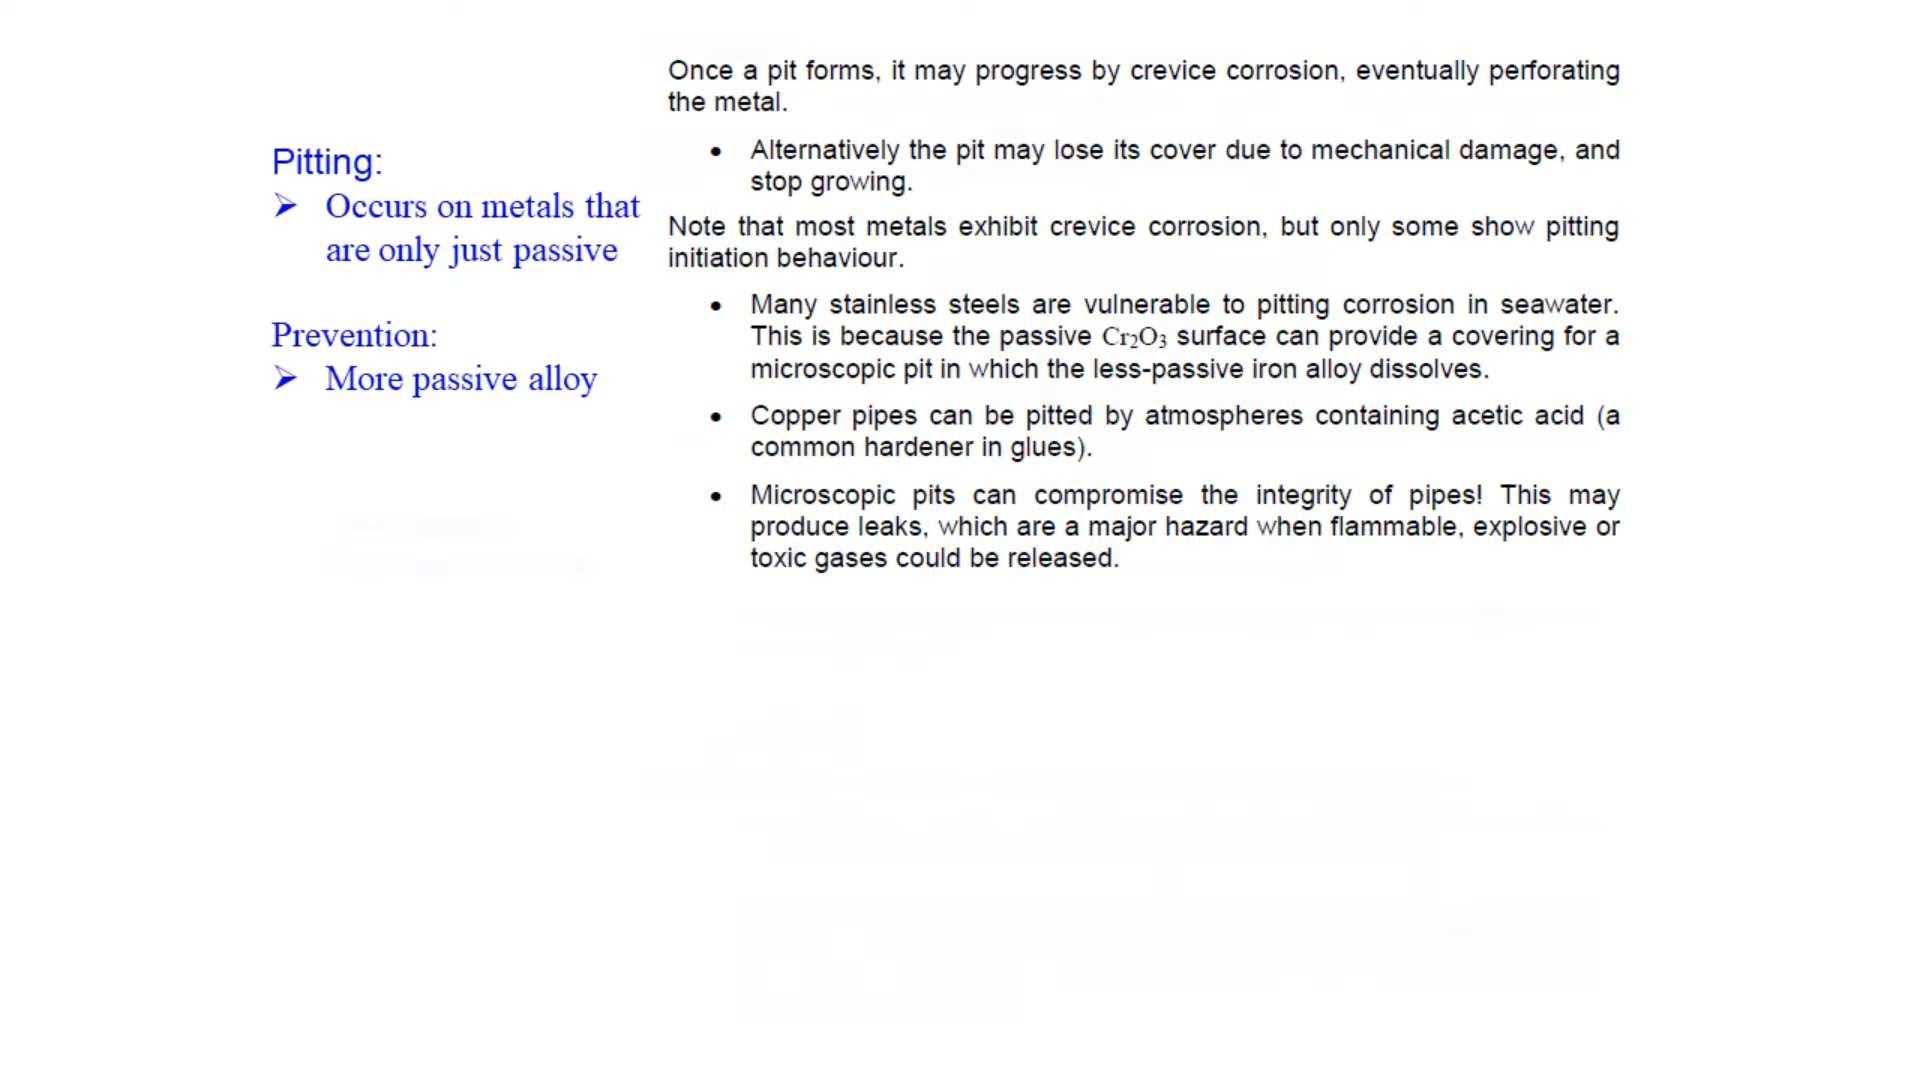 Pitting:
➢ Occurs on metals that
are only just passive
Prevention:
➢ More passive alloy
Once a pit forms, it may progress by crevice corrosion, eventually perforating
the metal.
• Alternatively the pit may lose its cover due to mechanical damage, and
stop growing.
Note that most metals exhibit crevice corrosion, but only some show pitting
initiation behaviour.
• Many stainless steels are vulnerable to pitting corrosion in seawater.
This is because the passive Cr₂O₃ surface can provide a covering for a
microscopic pit in which the less-passive iron alloy dissolves.
• Copper pipes can be pitted by atmospheres containing acetic acid (a
common hardener in glues).
• Microscopic pits can compromise the integrity of pipes! This may
produce leaks, which are a major hazard when flammable, explosive or
toxic gases could be released.